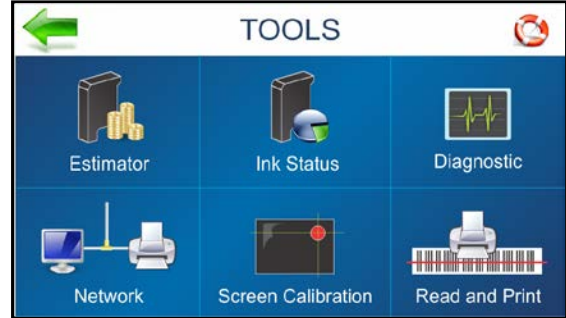 TOOLS
Estimator
Ink Status
Diagnostic
Network
Screen Calibration
Read and Print